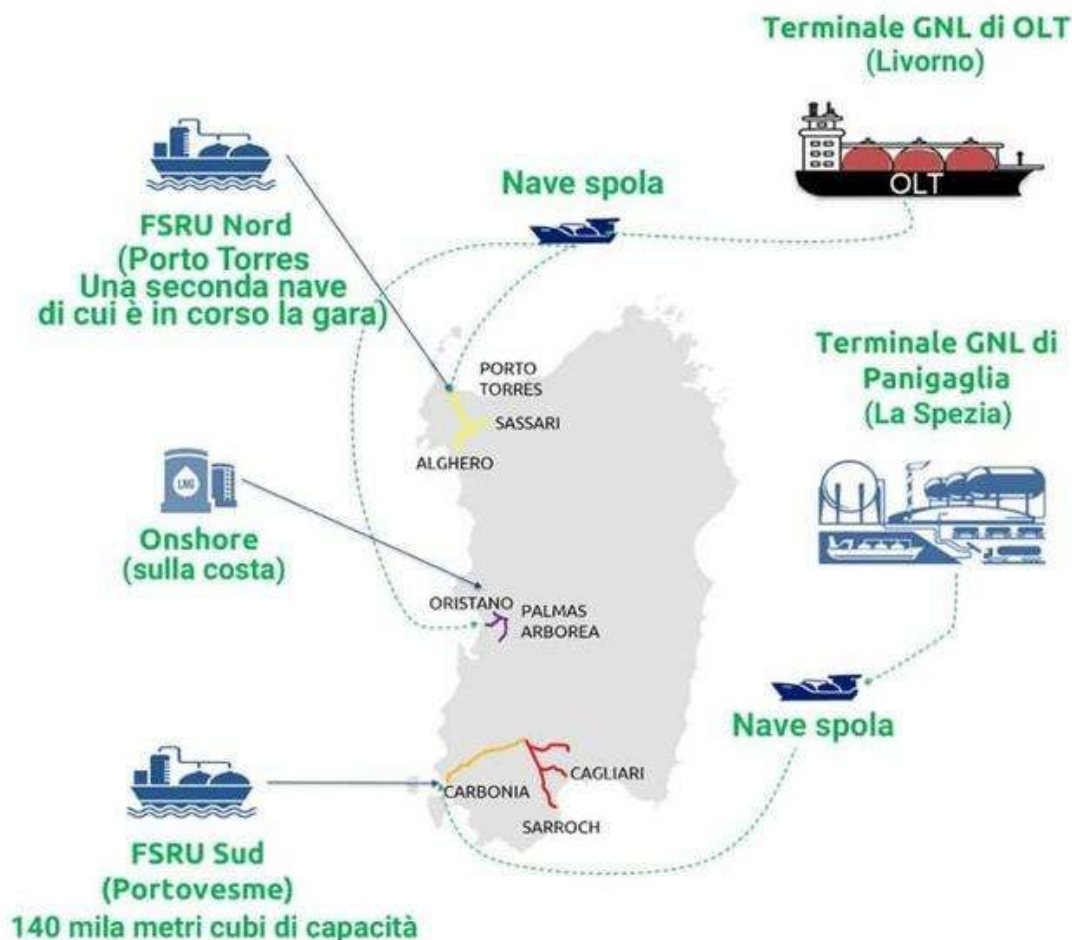 Terminale GNL di OLT
(Livorno)
OLT
Nave spola
FSRU Nord
(Porto Torres
Una seconda nave
di cui è in corso la gara)
Terminale GNL di
Panigaglia
(La Spezia)
PORTO
TORRES
SASSARI
ALGHERO
LNG
Onshore
(sulla costa)
ORISTANO
PALMAS
ARBOREA
Nave spola
CAGLIARI
CARBONIA
SARROCH
FSRU Sud
(Portovesme)
140 mila metri cubi di capacità